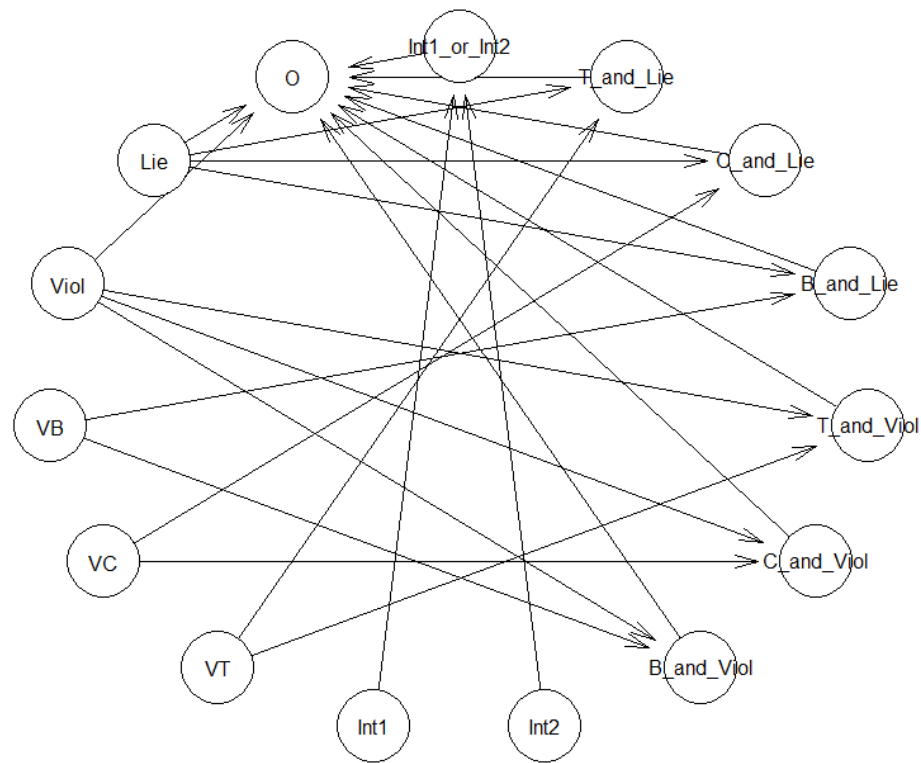 Int1_or_Int2
O
T_and_Lie
Lie
C_and_Lie
Viol
B_and_Lie
VB
T_and_Viol
VC
C_and_Viol
VT
B_and_Viol
Int1
Int2